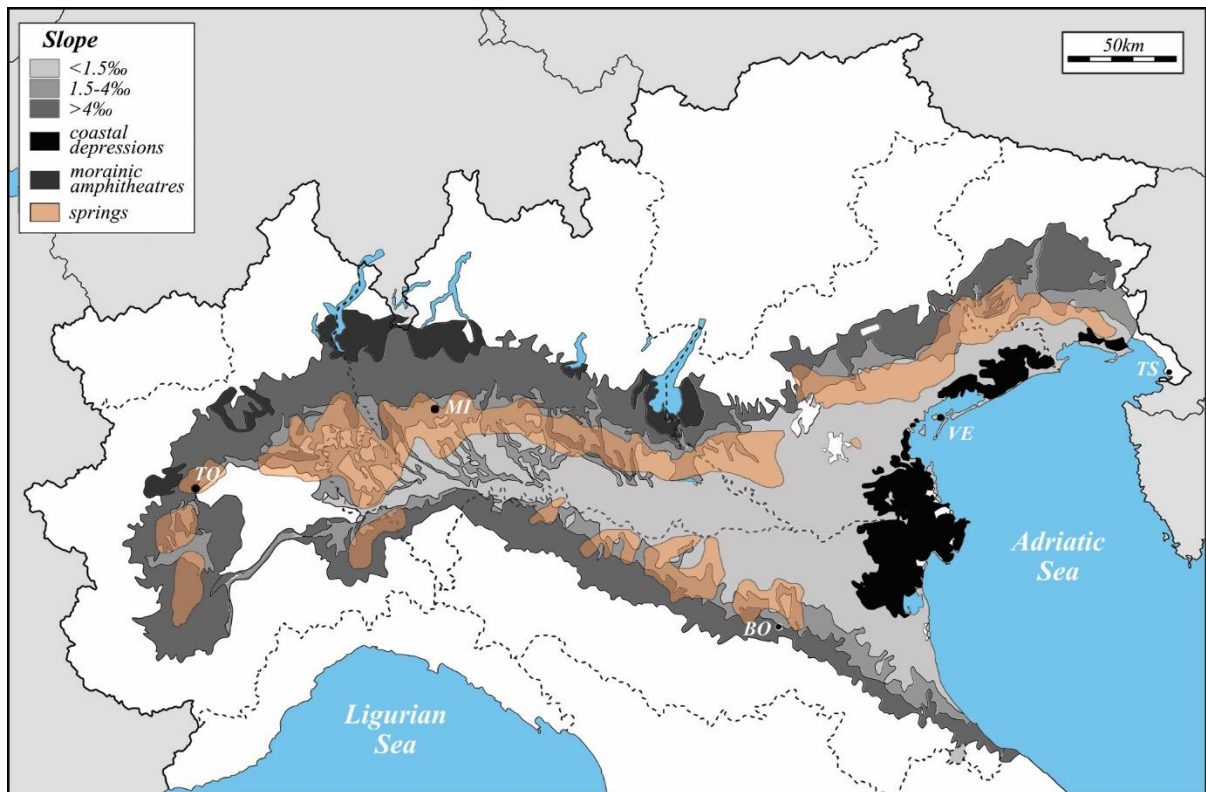 Slope
<1.5‰
1.5-4‰
>4‰
coastal
depressions
morainic
amphitheatres
springs
50km
MI
TO
TS
VE
BO
Adriatic
Sea
Ligurian
Sea